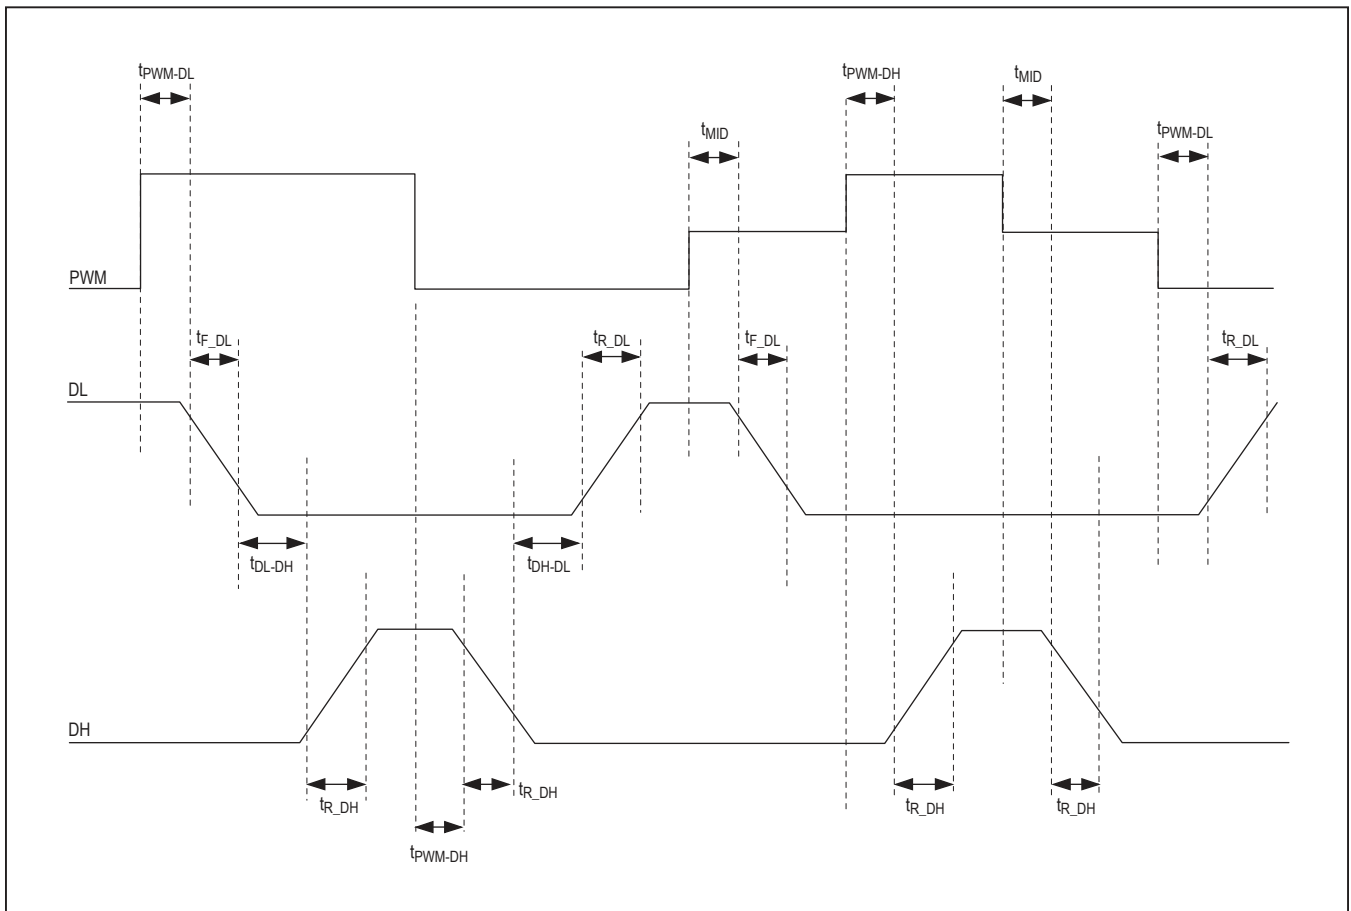 tPWM-DL
tPWM-DH
tMID
tMID
tPWM-DL
PWM
tF_DL
tR_DL
tF_DL
tR_DL
DL
tDL-DH
tDH-DL
DH
tR_DH
tR_DH
tR_DH
tR_DH
tPWM-DH